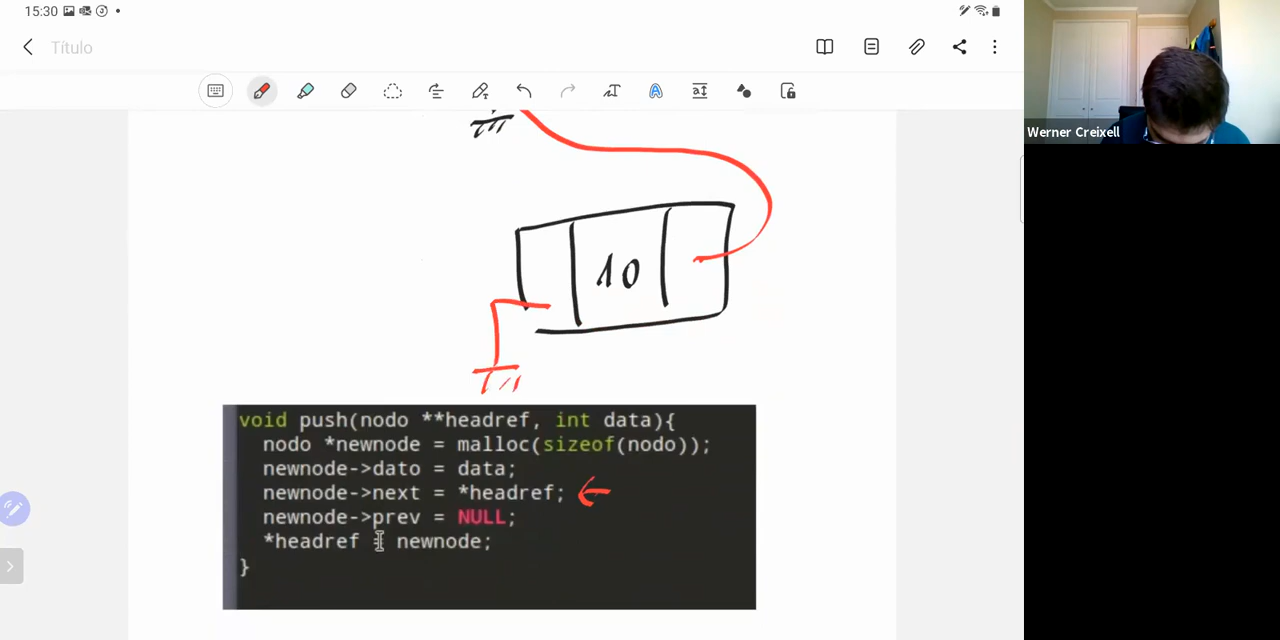 15:30
Título
Werner Creixell
10
void push(nodo **headref, int data){
nodo *newnode = malloc(sizeof(nodo));
newnode->dato = data;
newnode->next = *headref;
newnode->prev = NULL;
*headref = newnode;
}